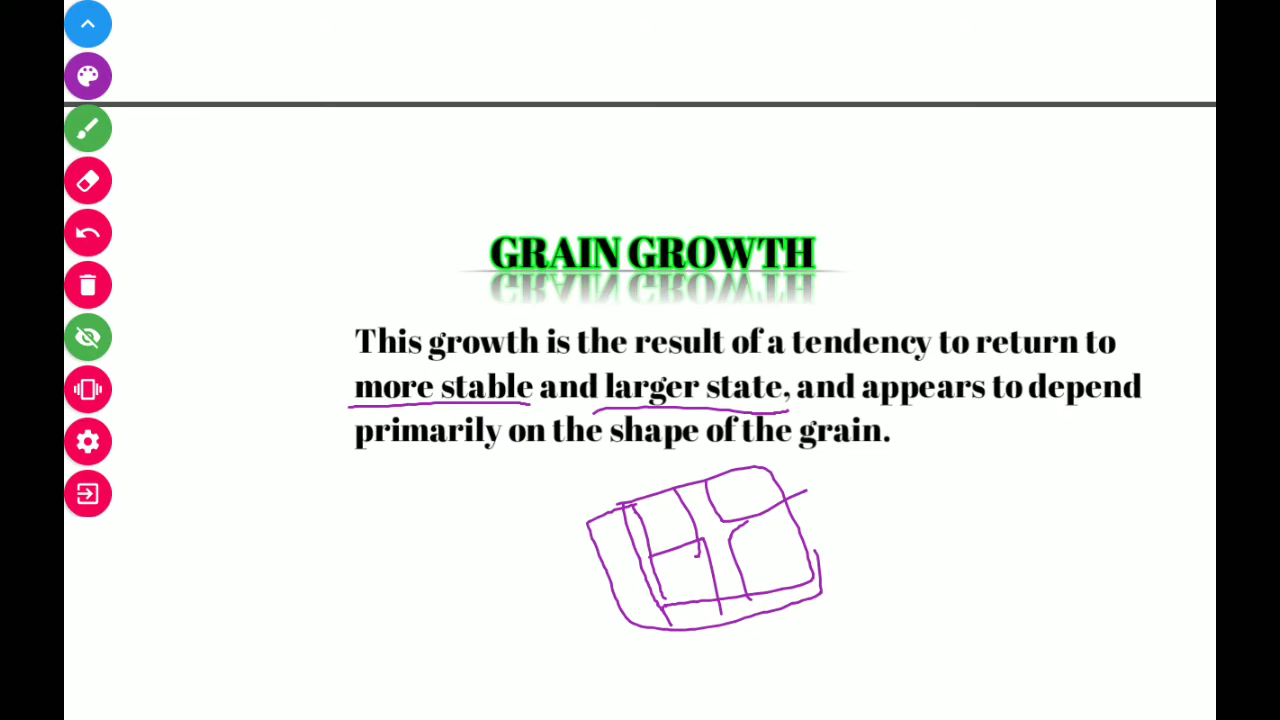 GRAIN GROWTH
This growth is the result of a tendency to return to
more stable and larger state, and appears to depend
primarily on the shape of the grain.